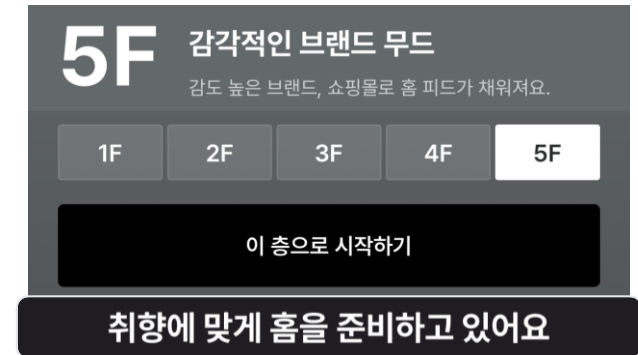 5F
감각적인 브랜드 무드
감도 높은 브랜드, 쇼핑몰로 홈 피드가 채워져요.
1F 2F 3F 4F 5F
이 층으로 시작하기
취향에 맞게 홈을 준비하고 있어요